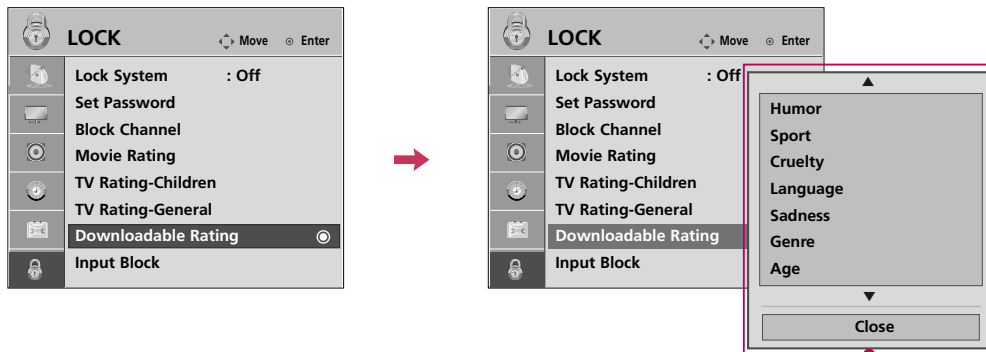 LOCK Move Enter
Lock System : Off
Set Password
Block Channel
Movie Rating
TV Rating-Children
TV Rating-General
Downloadable Rating
Input Block
LOCK Move Enter
Lock System : Off
Set Password
Block Channel
Movie Rating
TV Rating-Children
TV Rating-General
Downloadable Rating
Input Block
Humor
Sport
Cruelty
Language
Sadness
Genre
Age
Close